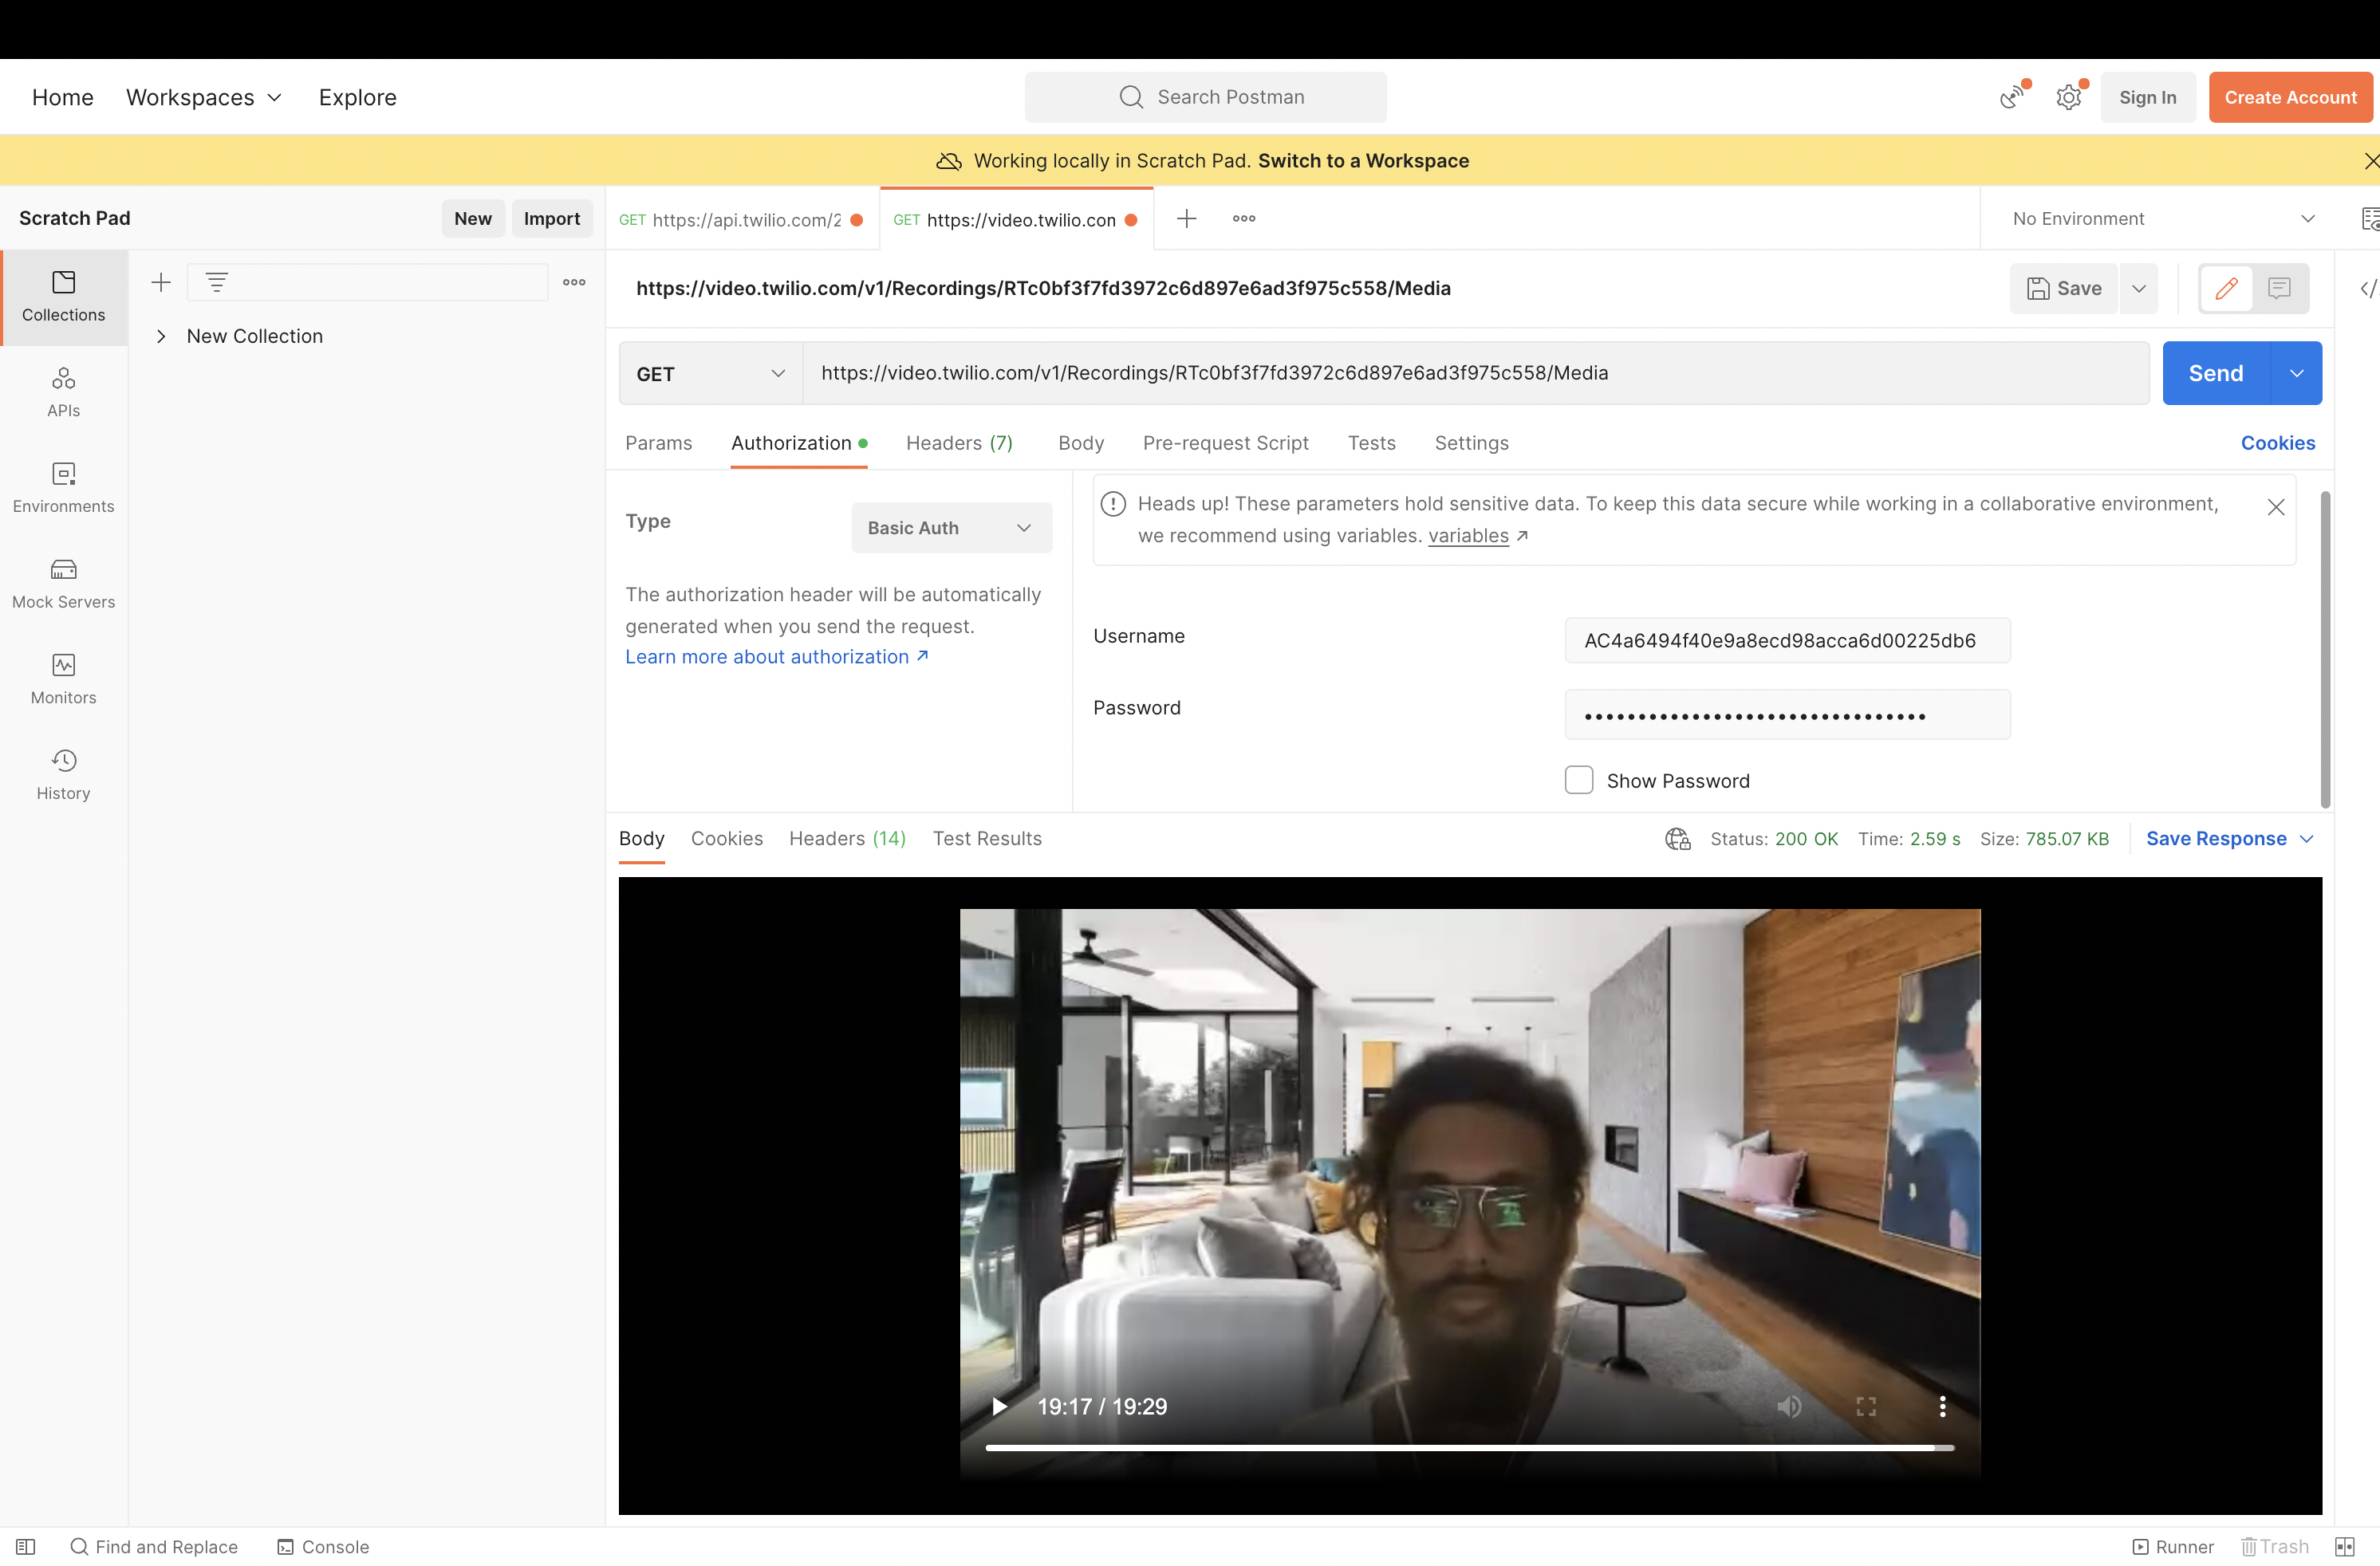 Home Workspaces Explore Search Postman Sign In Create Account
Working locally in Scratch Pad. Switch to a Workspace
Scratch Pad New Import GET https://api.twilio.com/2 GET https://video.twilio.con No Environment
https://video.twilio.com/v1/Recordings/RTc0bf3f7fd3972c6d897e6ad3f975c558/Media Save
Collections
New Collection
APIs
Environments
Mock Servers
Monitors
History
GET https://video.twilio.com/v1/Recordings/RTc0bf3f7fd3972c6d897e6ad3f975c558/Media Send
Params Authorization Headers (7) Body Pre-request Script Tests Settings Cookies
Type Basic Auth
The authorization header will be automatically
generated when you send the request.
Learn more about authorization
Heads up! These parameters hold sensitive data. To keep this data secure while working in a collaborative environment,
we recommend using variables. variables
Username AC4a6494f40e9a8ecd98acca6d00225db6
Password ••••••••••••••••••••••••••••••••
Show Password
Body Cookies Headers (14) Test Results Status: 200 OK Time: 2.59 s Size: 785.07 KB Save Response
19:17 / 19:29
Find and Replace Console Runner Trash